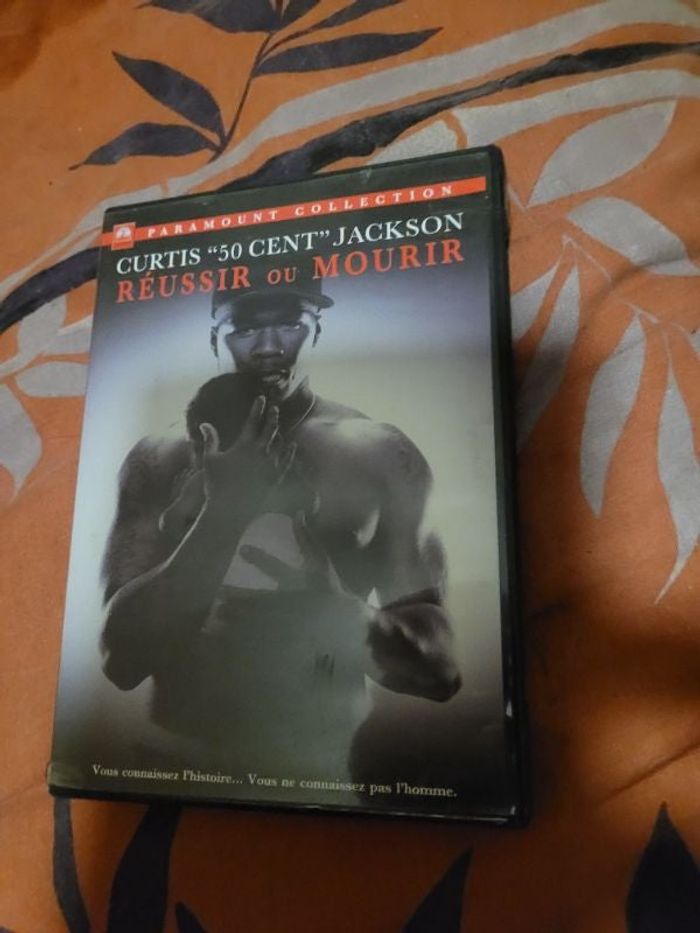 PARAMOUNT COLLECTION
CURTIS “50 CENT” JACKSON
RÉUSSIR OU MOURIR
Vous connaissez l'histoire... Vous ne connaissez pas l'homme.